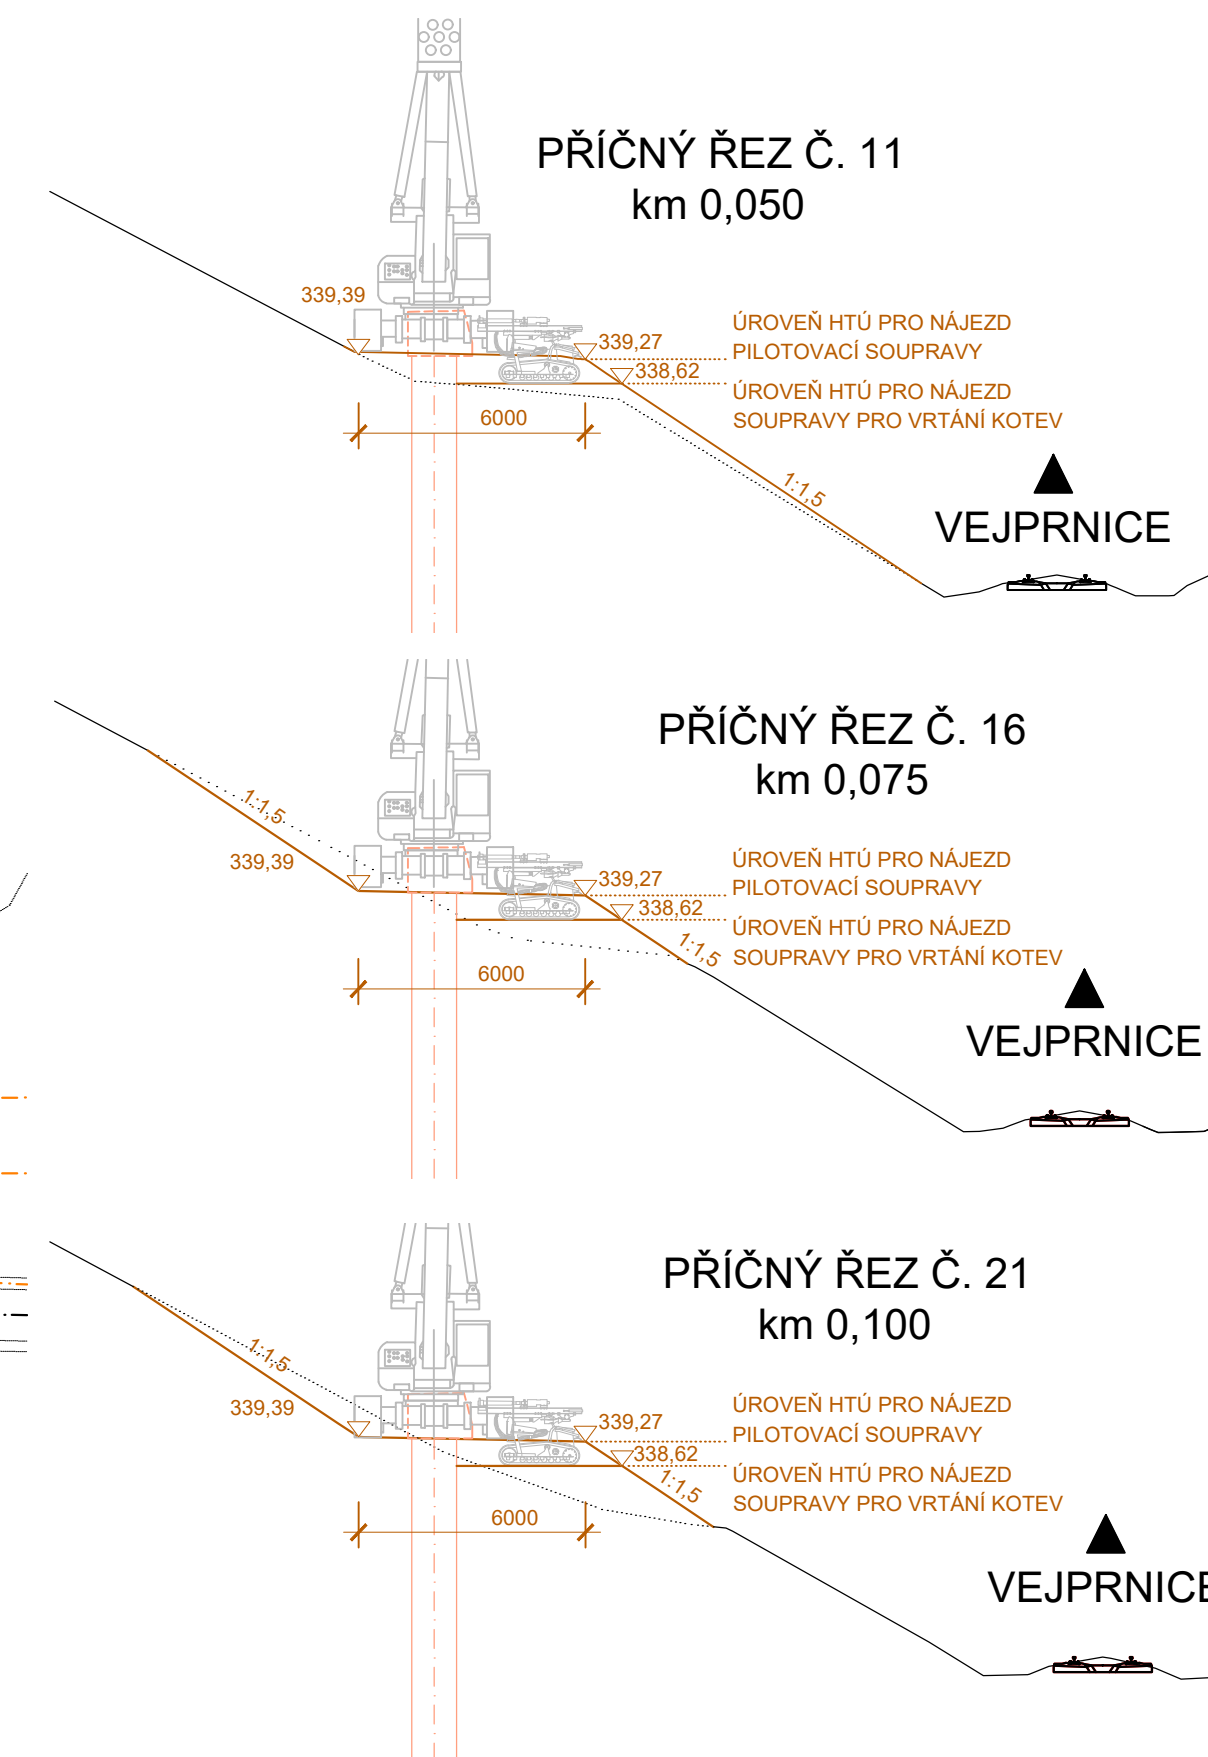 PŘÍČNÝ ŘEZ Č. 11
km 0,050
339,39
339,27
338,62
ÚROVEŇ HTÚ PRO NÁJEZD
PILOTOVACÍ SOUPRAVY
ÚROVEŇ HTÚ PRO NÁJEZD
SOUPRAVY PRO VRTÁNÍ KOTEV
6000
1:1,5
VEJPRNICE
PŘÍČNÝ ŘEZ Č. 16
km 0,075
1:1,5
339,39
339,27
338,62
ÚROVEŇ HTÚ PRO NÁJEZD
PILOTOVACÍ SOUPRAVY
ÚROVEŇ HTÚ PRO NÁJEZD
SOUPRAVY PRO VRTÁNÍ KOTEV
1:1,5
6000
VEJPRNICE
PŘÍČNÝ ŘEZ Č. 21
km 0,100
1:1,5
339,39
339,27
338,62
ÚROVEŇ HTÚ PRO NÁJEZD
PILOTOVACÍ SOUPRAVY
ÚROVEŇ HTÚ PRO NÁJEZD
SOUPRAVY PRO VRTÁNÍ KOTEV
1:1,5
6000
VEJPRNICE